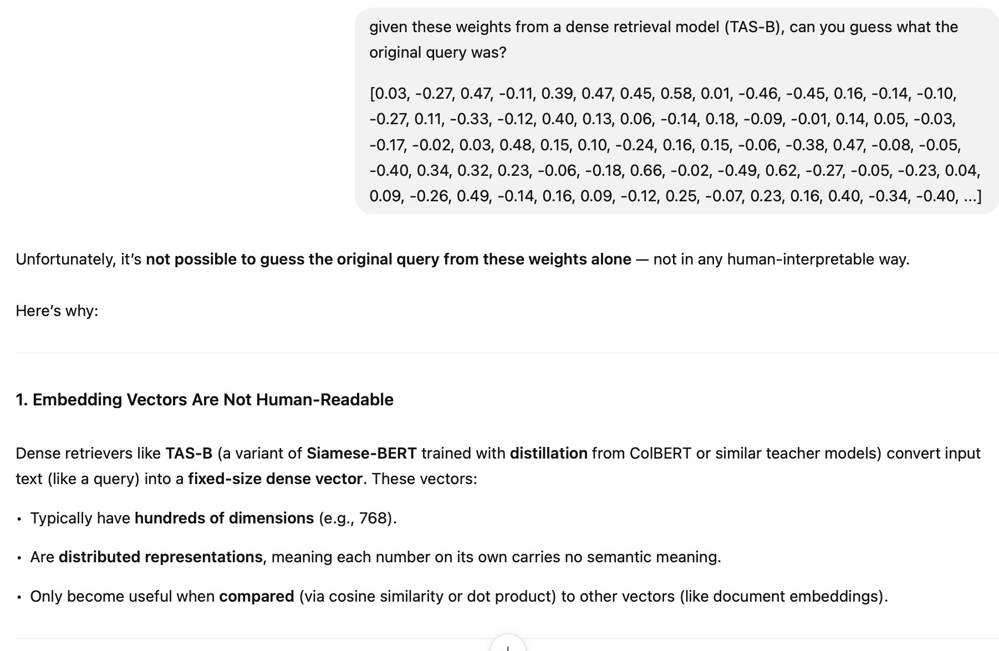 given these weights from a dense retrieval model (TAS-B), can you guess what the
original query was?
[0.03, -0.27, 0.47, -0.11, 0.39, 0.47, 0.45, 0.58, 0.01, -0.46, -0.45, 0.16, -0.14, -0.10,
-0.27, 0.11, -0.33, -0.12, 0.40, 0.13, 0.06, -0.14, 0.18, -0.09, -0.01, 0.14, 0.05, -0.03,
-0.17, -0.02, 0.03, 0.48, 0.15, 0.10, -0.24, 0.16, 0.15, -0.06, -0.38, 0.47, -0.08, -0.05,
-0.40, 0.34, 0.32, 0.23, -0.06, -0.18, 0.66, -0.02, -0.49, 0.62, -0.27, -0.05, -0.23, 0.04,
0.09, -0.26, 0.49, -0.14, 0.16, 0.09, -0.12, 0.25, -0.07, 0.23, 0.16, 0.40, -0.34, -0.40, ...]
Unfortunately, it's not possible to guess the original query from these weights alone — not in any human-interpretable way.
Here's why:
1. Embedding Vectors Are Not Human-Readable
Dense retrievers like TAS-B (a variant of Siamese-BERT trained with distillation from ColBERT or similar teacher models) convert input
text (like a query) into a fixed-size dense vector. These vectors:
• Typically have hundreds of dimensions (e.g., 768).
• Are distributed representations, meaning each number on its own carries no semantic meaning.
• Only become useful when compared (via cosine similarity or dot product) to other vectors (like document embeddings).